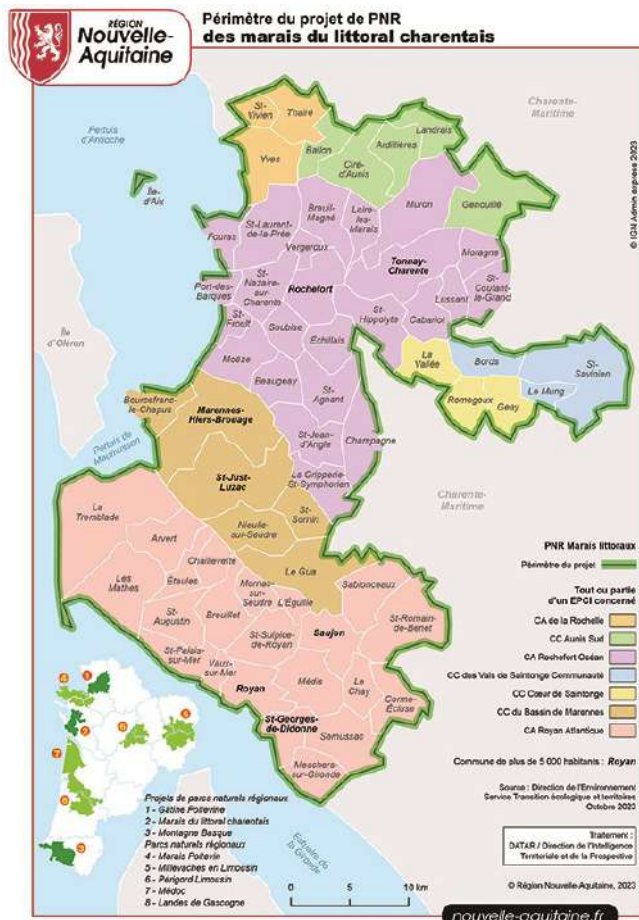 RÉGION
Nouvelle-
Aquitaine
Périmètre du projet de PNR
des marais du littoral charentais
Pertuis
d'Antioche
Charente-
Maritime
© IGN Admin express 2023
St-
Vivien
Thairé
Yves
Ballon
Ciré-
d'Aunis
Ardillières
Landrais
Genouillé
Île-
d'Aix
Fouras
St-Laurent-
de-la-Prée
Breuil-
Magné
Loire-
les-
Marais
Muron
Vergeroux
Tonnay-
Charente
Moragne
St-
Coutant-
le-Grand
Port-des-
Barques
St-
Nazaire-
sur-
Charente
Rochefort
Lussant
St-
Hippolyte
Cabariot
St-
Froult
Soubise
Échillais
Île
d'Oléron
Moëze
Beaugeay
St-
Agnant
La
Vallée
Bords
St-
Savinien
Romegoux
Geay
Le Mung
Bourcefranc-
le-Chapus
Marennes-
Hiers-Brouage
St-Jean-
d'Angle
Champagne
Pertuis de
Maumusson
St-Just-
Luzac
La Gripperie-
St-Symphorien
St-
Sornin
Charente-
Maritime
La
Tremblade
Arvert
Nieulle-
sur-Seudre
Le Gua
Chaillevette
Les
Mathes
Étaules
Mornac-
sur-
Seudre
L'Éguille
Sablonceaux
St-
Augustin
Breuillet
St-Sulpice-
de-Royan
Saujon
St-Romain-
de-Benet
St-Palais-
sur-Mer
Vaux-
sur-Mer
Royan
Médis
Le
Chay
Corme-
Écluse
St-Georges-
de-Didonne
Semussac
Meschers-
sur-Gironde
Estuaire de
la Gironde
PNR Marais littoraux
Périmètre du projet
Tout ou partie
d'un EPCI concerné
CA de la Rochelle
CC Aunis Sud
CA Rochefort Océan
CC des Vals de Saintonge Communauté
CC Cœur de Saintonge
CC du Bassin de Marennes
CA Royan Atlantique
Commune de plus de 5 000 habitants : Royan
Source : Direction de l'Environnement
Service Transition écologique et territoires
Octobre 2023
Traitement :
DATAR / Direction de l'Intelligence
Territoriale et de la Prospective
© Région Nouvelle-Aquitaine, 2023
nouvelle-aquitaine.fr
Projets de parcs naturels régionaux
1 - Gâtine Poitevine
2 - Marais du littoral charentais
3 - Montagne Basque
Parcs naturels régionaux
4 - Marais Poitevin
5 - Millevaches en Limousin
6 - Périgord Limousin
7 - Médoc
8 - Landes de Gascogne
0 5 10 km